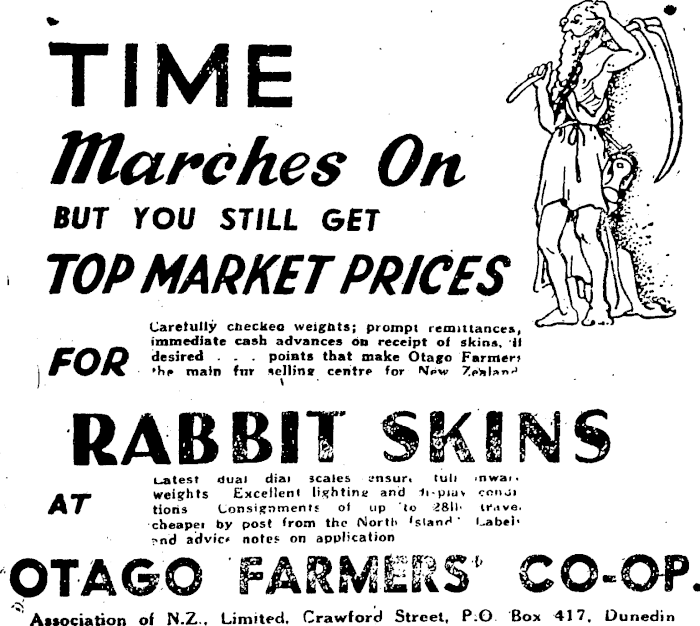 TIME
Marches On
BUT YOU STILL GET
TOP MARKET PRICES
FOR
Carefully checked weights; prompt remittances,
immediate cash advances on receipt of skins, if
desired . . . points that make Otago Farmers
the main fur selling centre for New Zealand
RABBIT SKINS
AT
Latest dual dial scales ensure full inward
weights Excellent lighting and display condi
tions Consignments of up to 28lb travel
cheaper by post from the North Island Labels
and advice notes on application
OTAGO FARMERS' CO-OP.
Association of N.Z., Limited, Crawford Street, P.O. Box 417, Dunedin